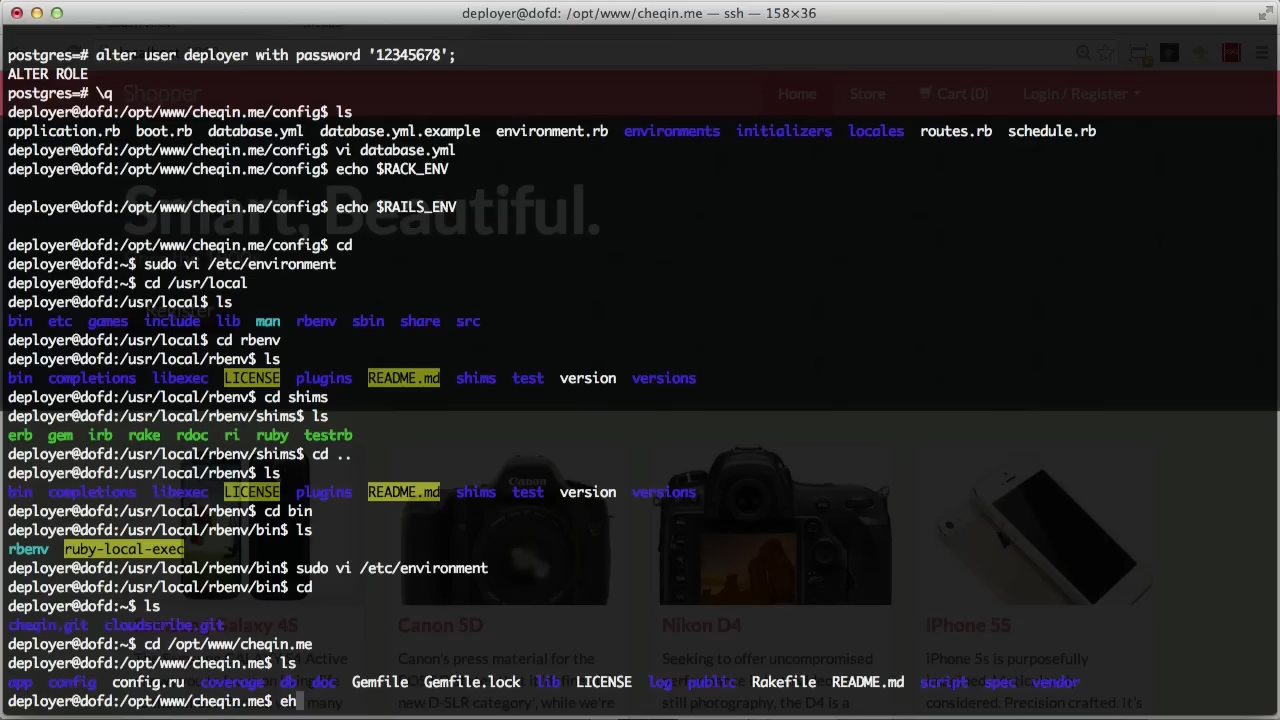 deployer@dofd: /opt/www/cheqin.me — ssh — 158×36
postgres=# alter user deployer with password '12345678';
ALTER ROLE
postgres=# \q
Shopper Home Store Cart (0) Login / Register
deployer@dofd:/opt/www/cheqin.me/config$ ls
application.rb boot.rb database.yml database.yml.example environment.rb environments initializers locales routes.rb schedule.rb
deployer@dofd:/opt/www/cheqin.me/config$ vi database.yml
deployer@dofd:/opt/www/cheqin.me/config$ echo $RACK_ENV
deployer@dofd:/opt/www/cheqin.me/config$ echo $RAILS_ENV
Smart, Beautiful.
deployer@dofd:/opt/www/cheqin.me/config$ cd
deployer@dofd:~$ sudo vi /etc/environment
deployer@dofd:~$ cd /usr/local
deployer@dofd:/usr/local$ ls
Register
bin etc games include lib man rbenv sbin share src
deployer@dofd:/usr/local$ cd rbenv
deployer@dofd:/usr/local/rbenv$ ls
bin completions libexec LICENSE plugins README.md shims test version versions
deployer@dofd:/usr/local/rbenv$ cd shims
deployer@dofd:/usr/local/rbenv/shims$ ls
erb gem irb rake rdoc ri ruby testrb
deployer@dofd:/usr/local/rbenv/shims$ cd ..
deployer@dofd:/usr/local/rbenv$ ls
bin completions libexec LICENSE plugins README.md shims test version versions
deployer@dofd:/usr/local/rbenv$ cd bin
deployer@dofd:/usr/local/rbenv/bin$ ls
rbenv ruby-local-exec
deployer@dofd:/usr/local/rbenv/bin$ sudo vi /etc/environment
deployer@dofd:/usr/local/rbenv/bin$ cd
deployer@dofd:~$ ls
cheqin.git cloudscribe.git
Galaxy 4S Canon 5D Nikon D4 iPhone 5S
deployer@dofd:~$ cd /opt/www/cheqin.me
deployer@dofd:/opt/www/cheqin.me$ ls
Active Canon's press material for the Seeking to offer uncompromised iPhone 5s is purposefully
app config config.ru coverage db doc Gemfile Gemfile.lock lib LICENSE log public Rakefile README.md script spec vendor
deployer@dofd:/opt/www/cheqin.me$ eh
many new D-SLR category', while at still photography, the D4 is a crafted. It's